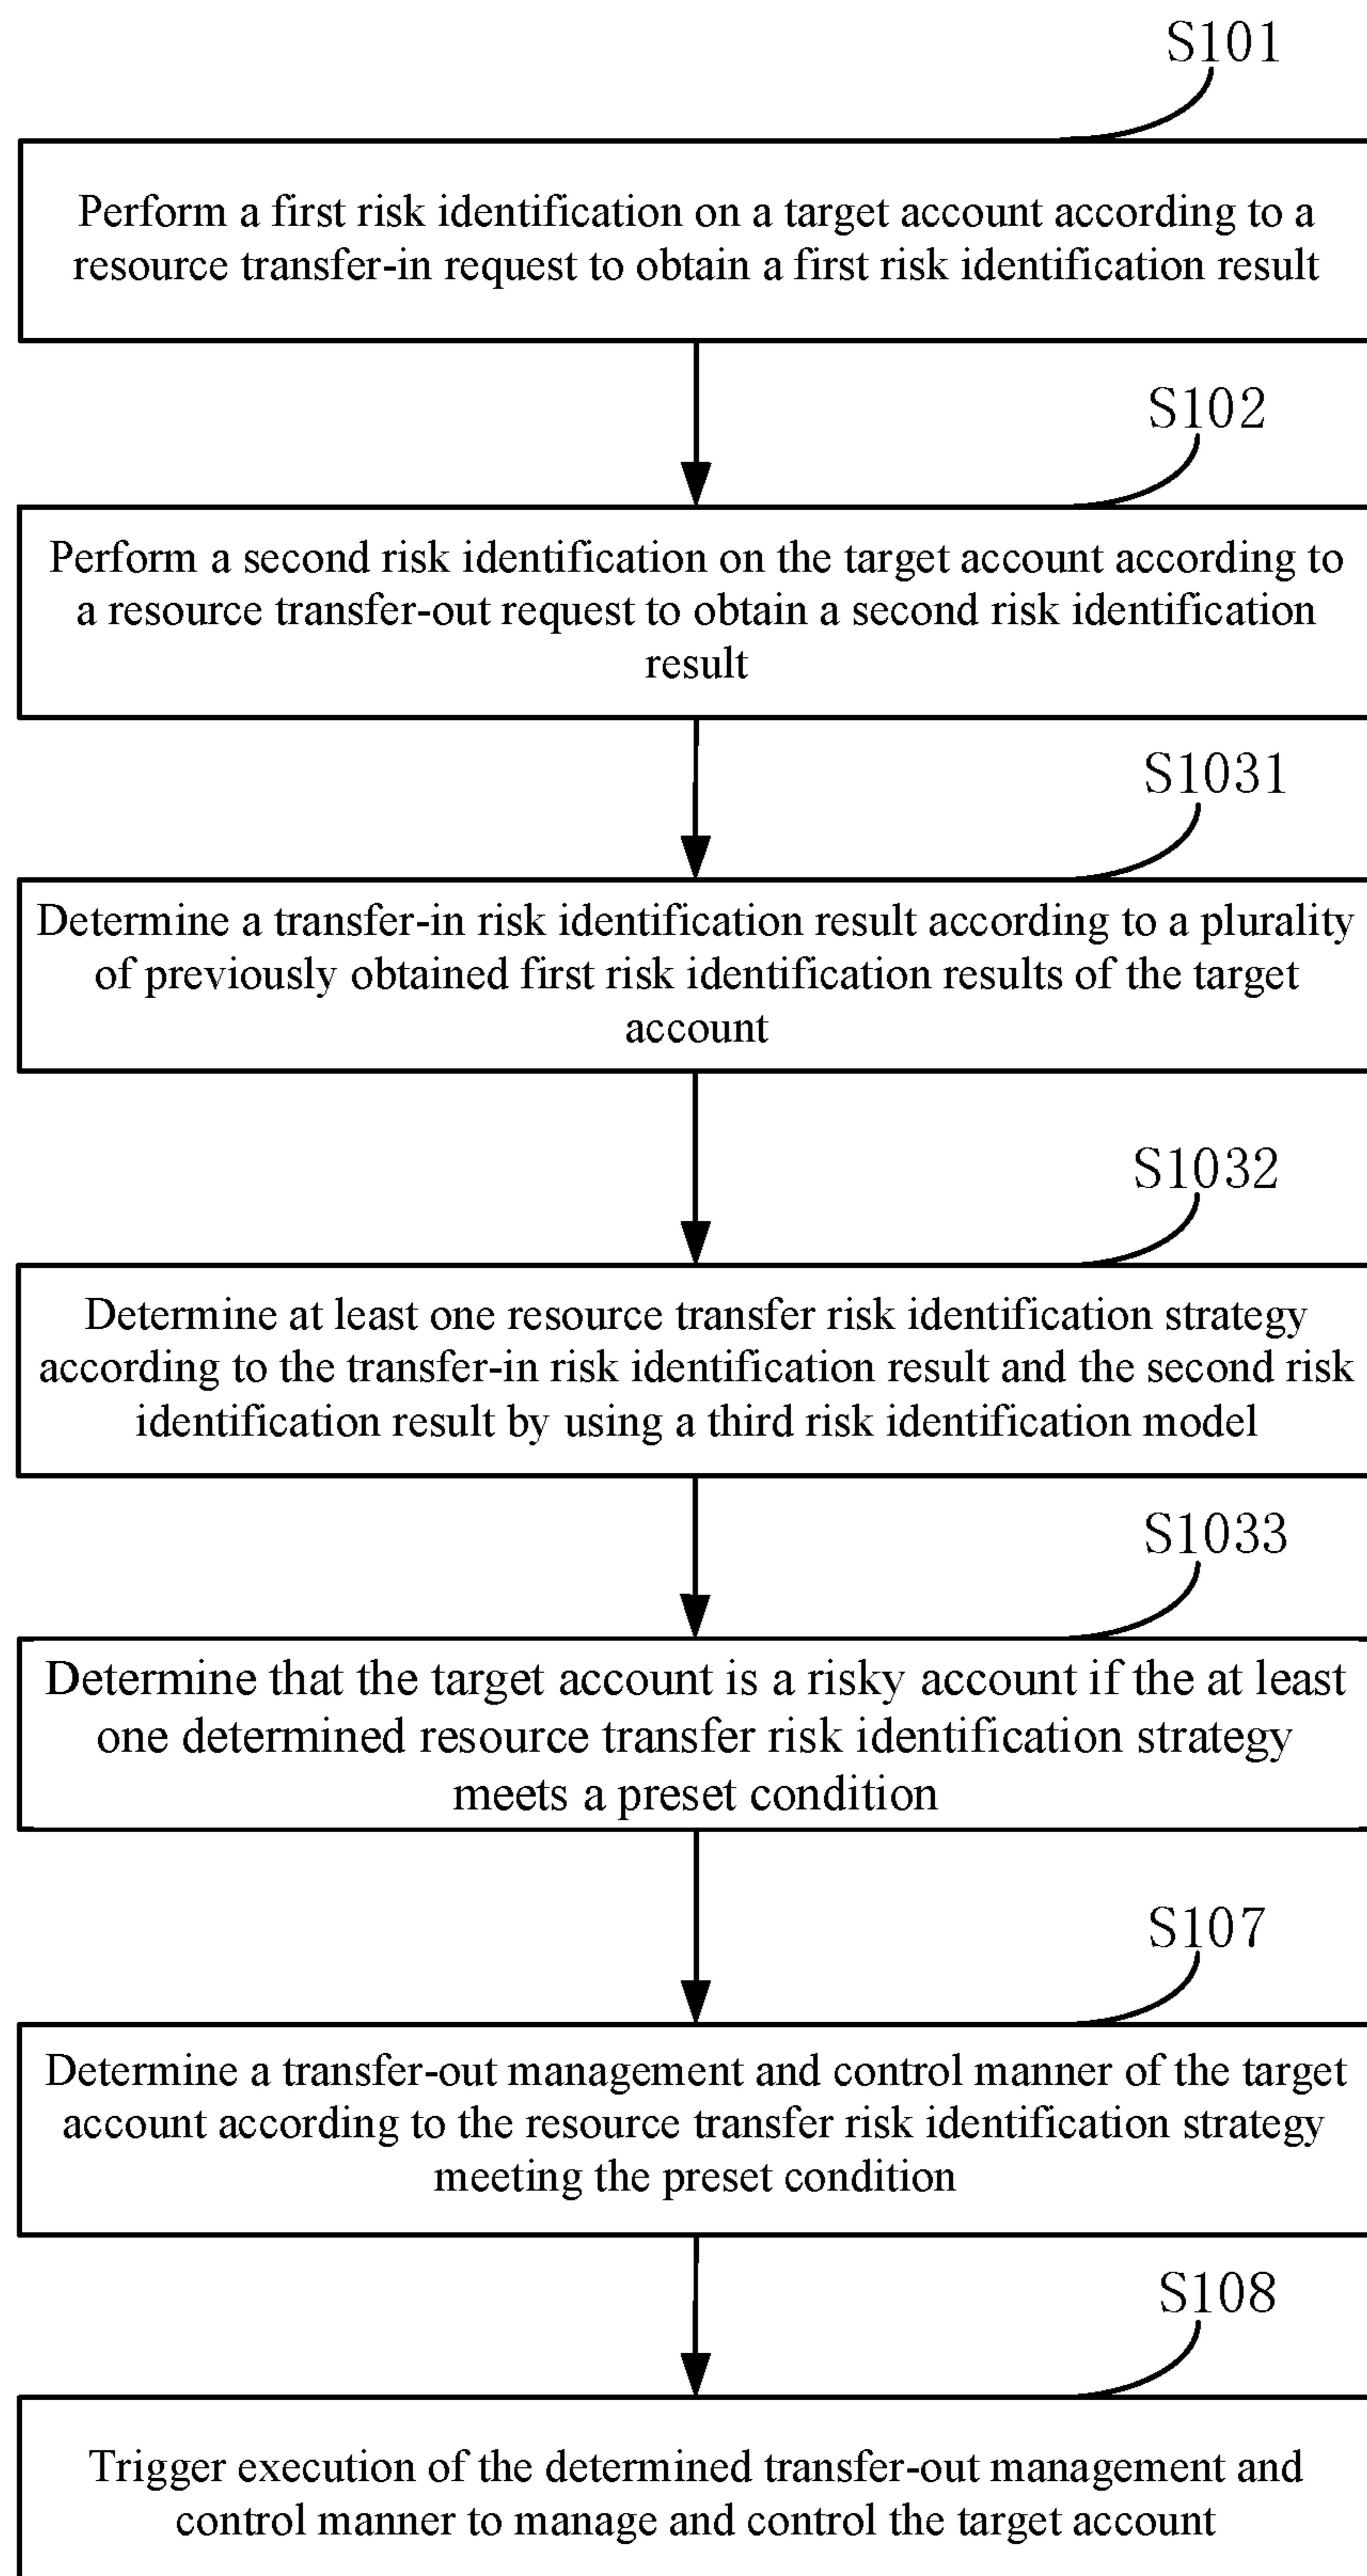 S101
Perform a first risk identification on a target account according to a
resource transfer-in request to obtain a first risk identification result
S102
Perform a second risk identification on the target account according to
a resource transfer-out request to obtain a second risk identification
result
S1031
Determine a transfer-in risk identification result according to a plurality
of previously obtained first risk identification results of the target
account
S1032
Determine at least one resource transfer risk identification strategy
according to the transfer-in risk identification result and the second risk
identification result by using a third risk identification model
S1033
Determine that the target account is a risky account if the at least
one determined resource transfer risk identification strategy
meets a preset condition
S107
Determine a transfer-out management and control manner of the target
account according to the resource transfer risk identification strategy
meeting the preset condition
S108
Trigger execution of the determined transfer-out management and
control manner to manage and control the target account